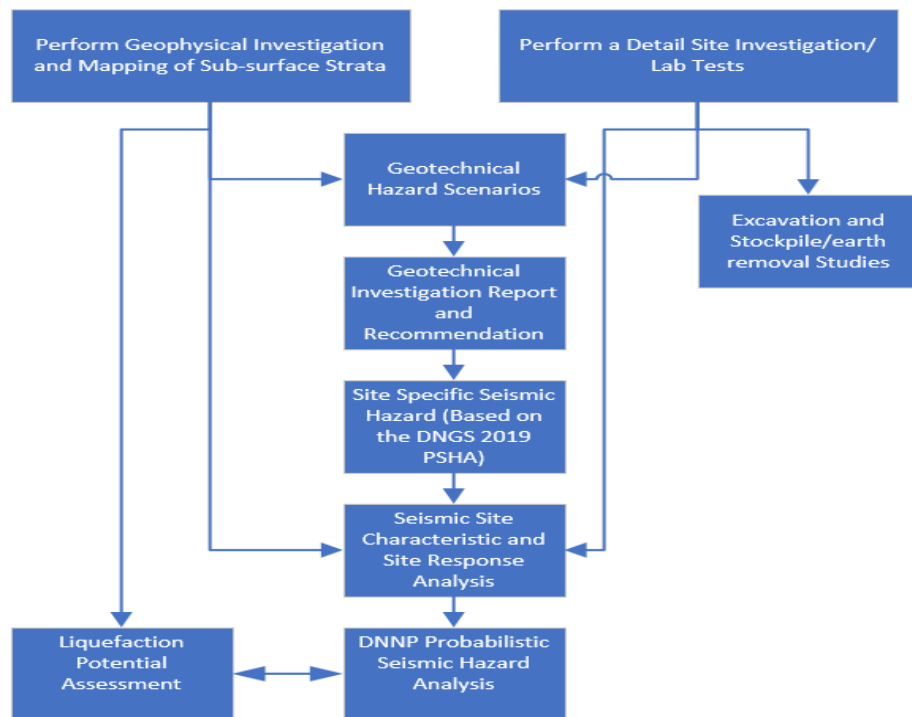 Perform Geophysical Investigation
and Mapping of Sub-surface Strata
Perform a Detail Site Investigation/
Lab Tests
Geotechnical
Hazard Scenarios
Excavation and
Stockpile/earth
removal Studies
Geotechnical
Investigation Report
and
Recommendation
Site Specific Seismic
Hazard (Based on
the DNGS 2019
PSHA)
Seismic Site
Characteristic and
Site Response
Analysis
Liquefaction
Potential
Assessment
DNNP Probabilistic
Seismic Hazard
Analysis